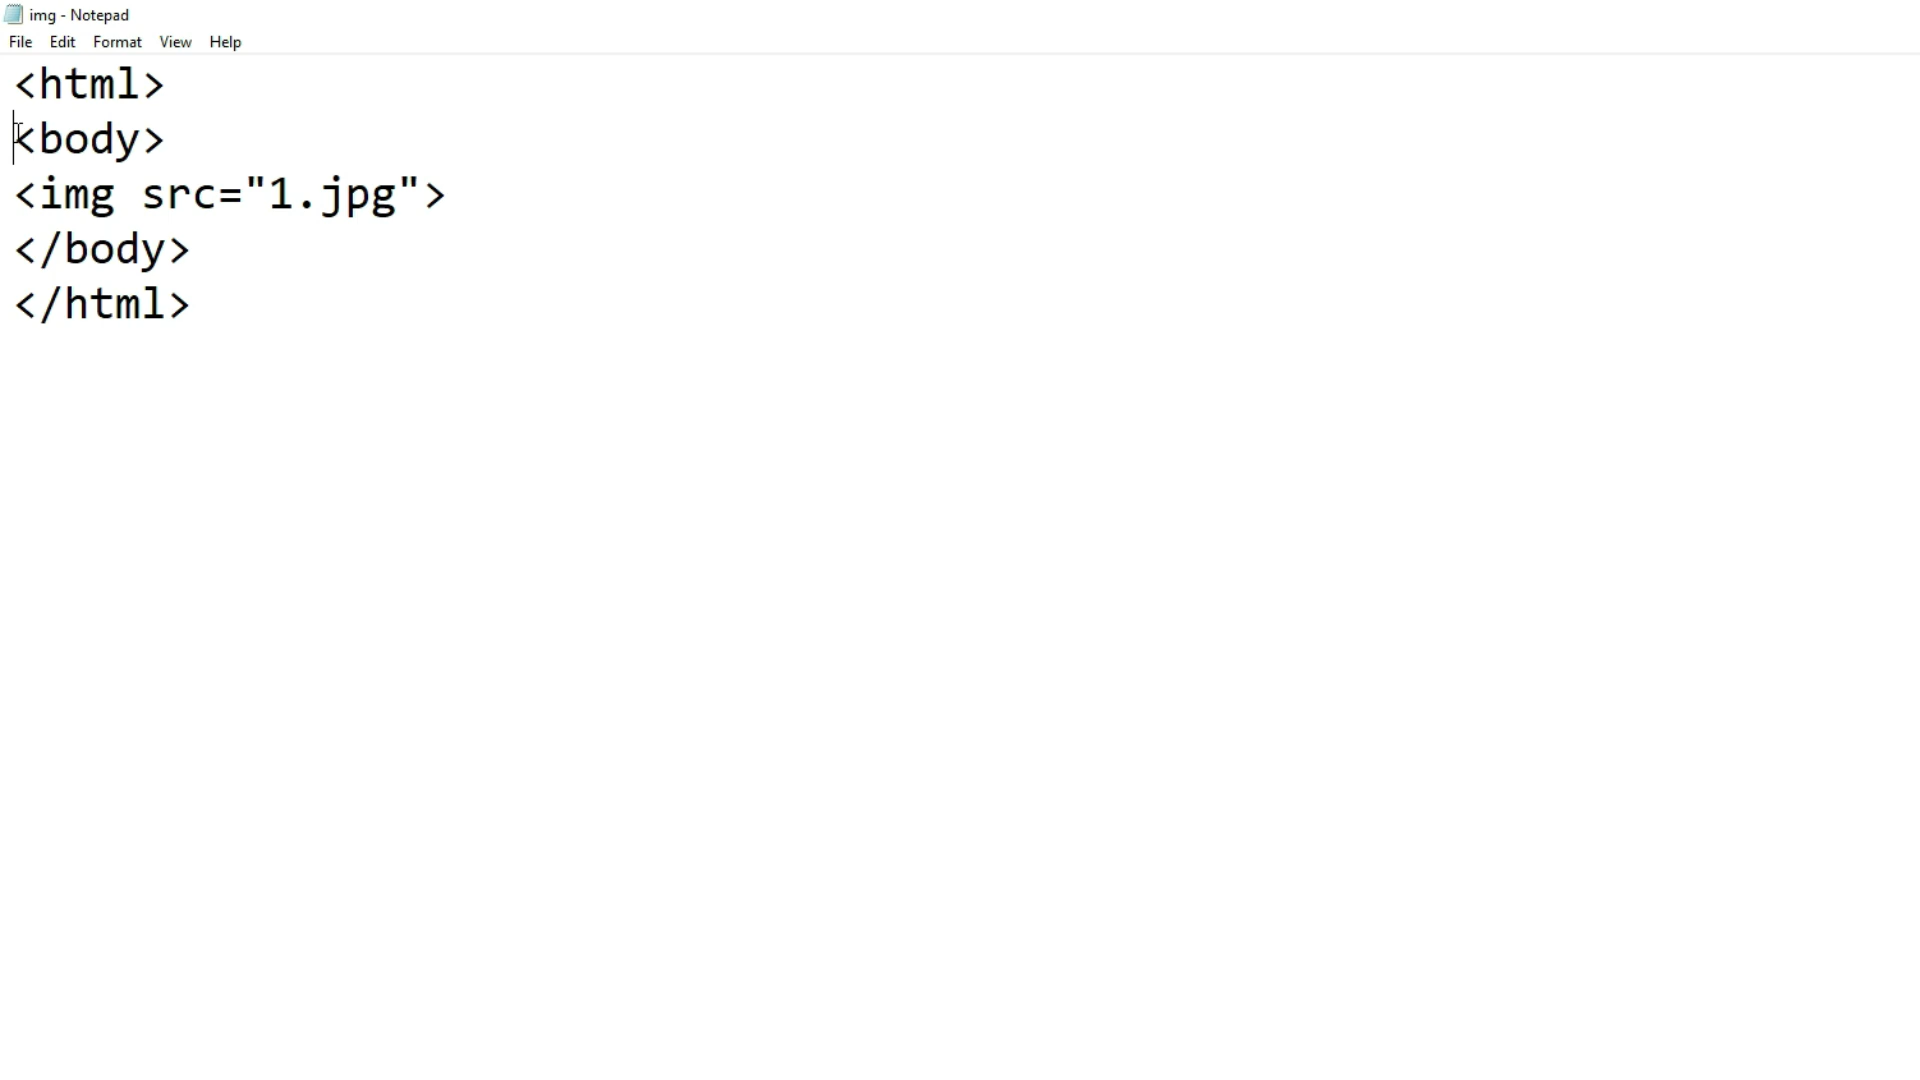 img - Notepad
File Edit Format View Help
<html>
<body>
<img src="1.jpg">
</body>
</html>